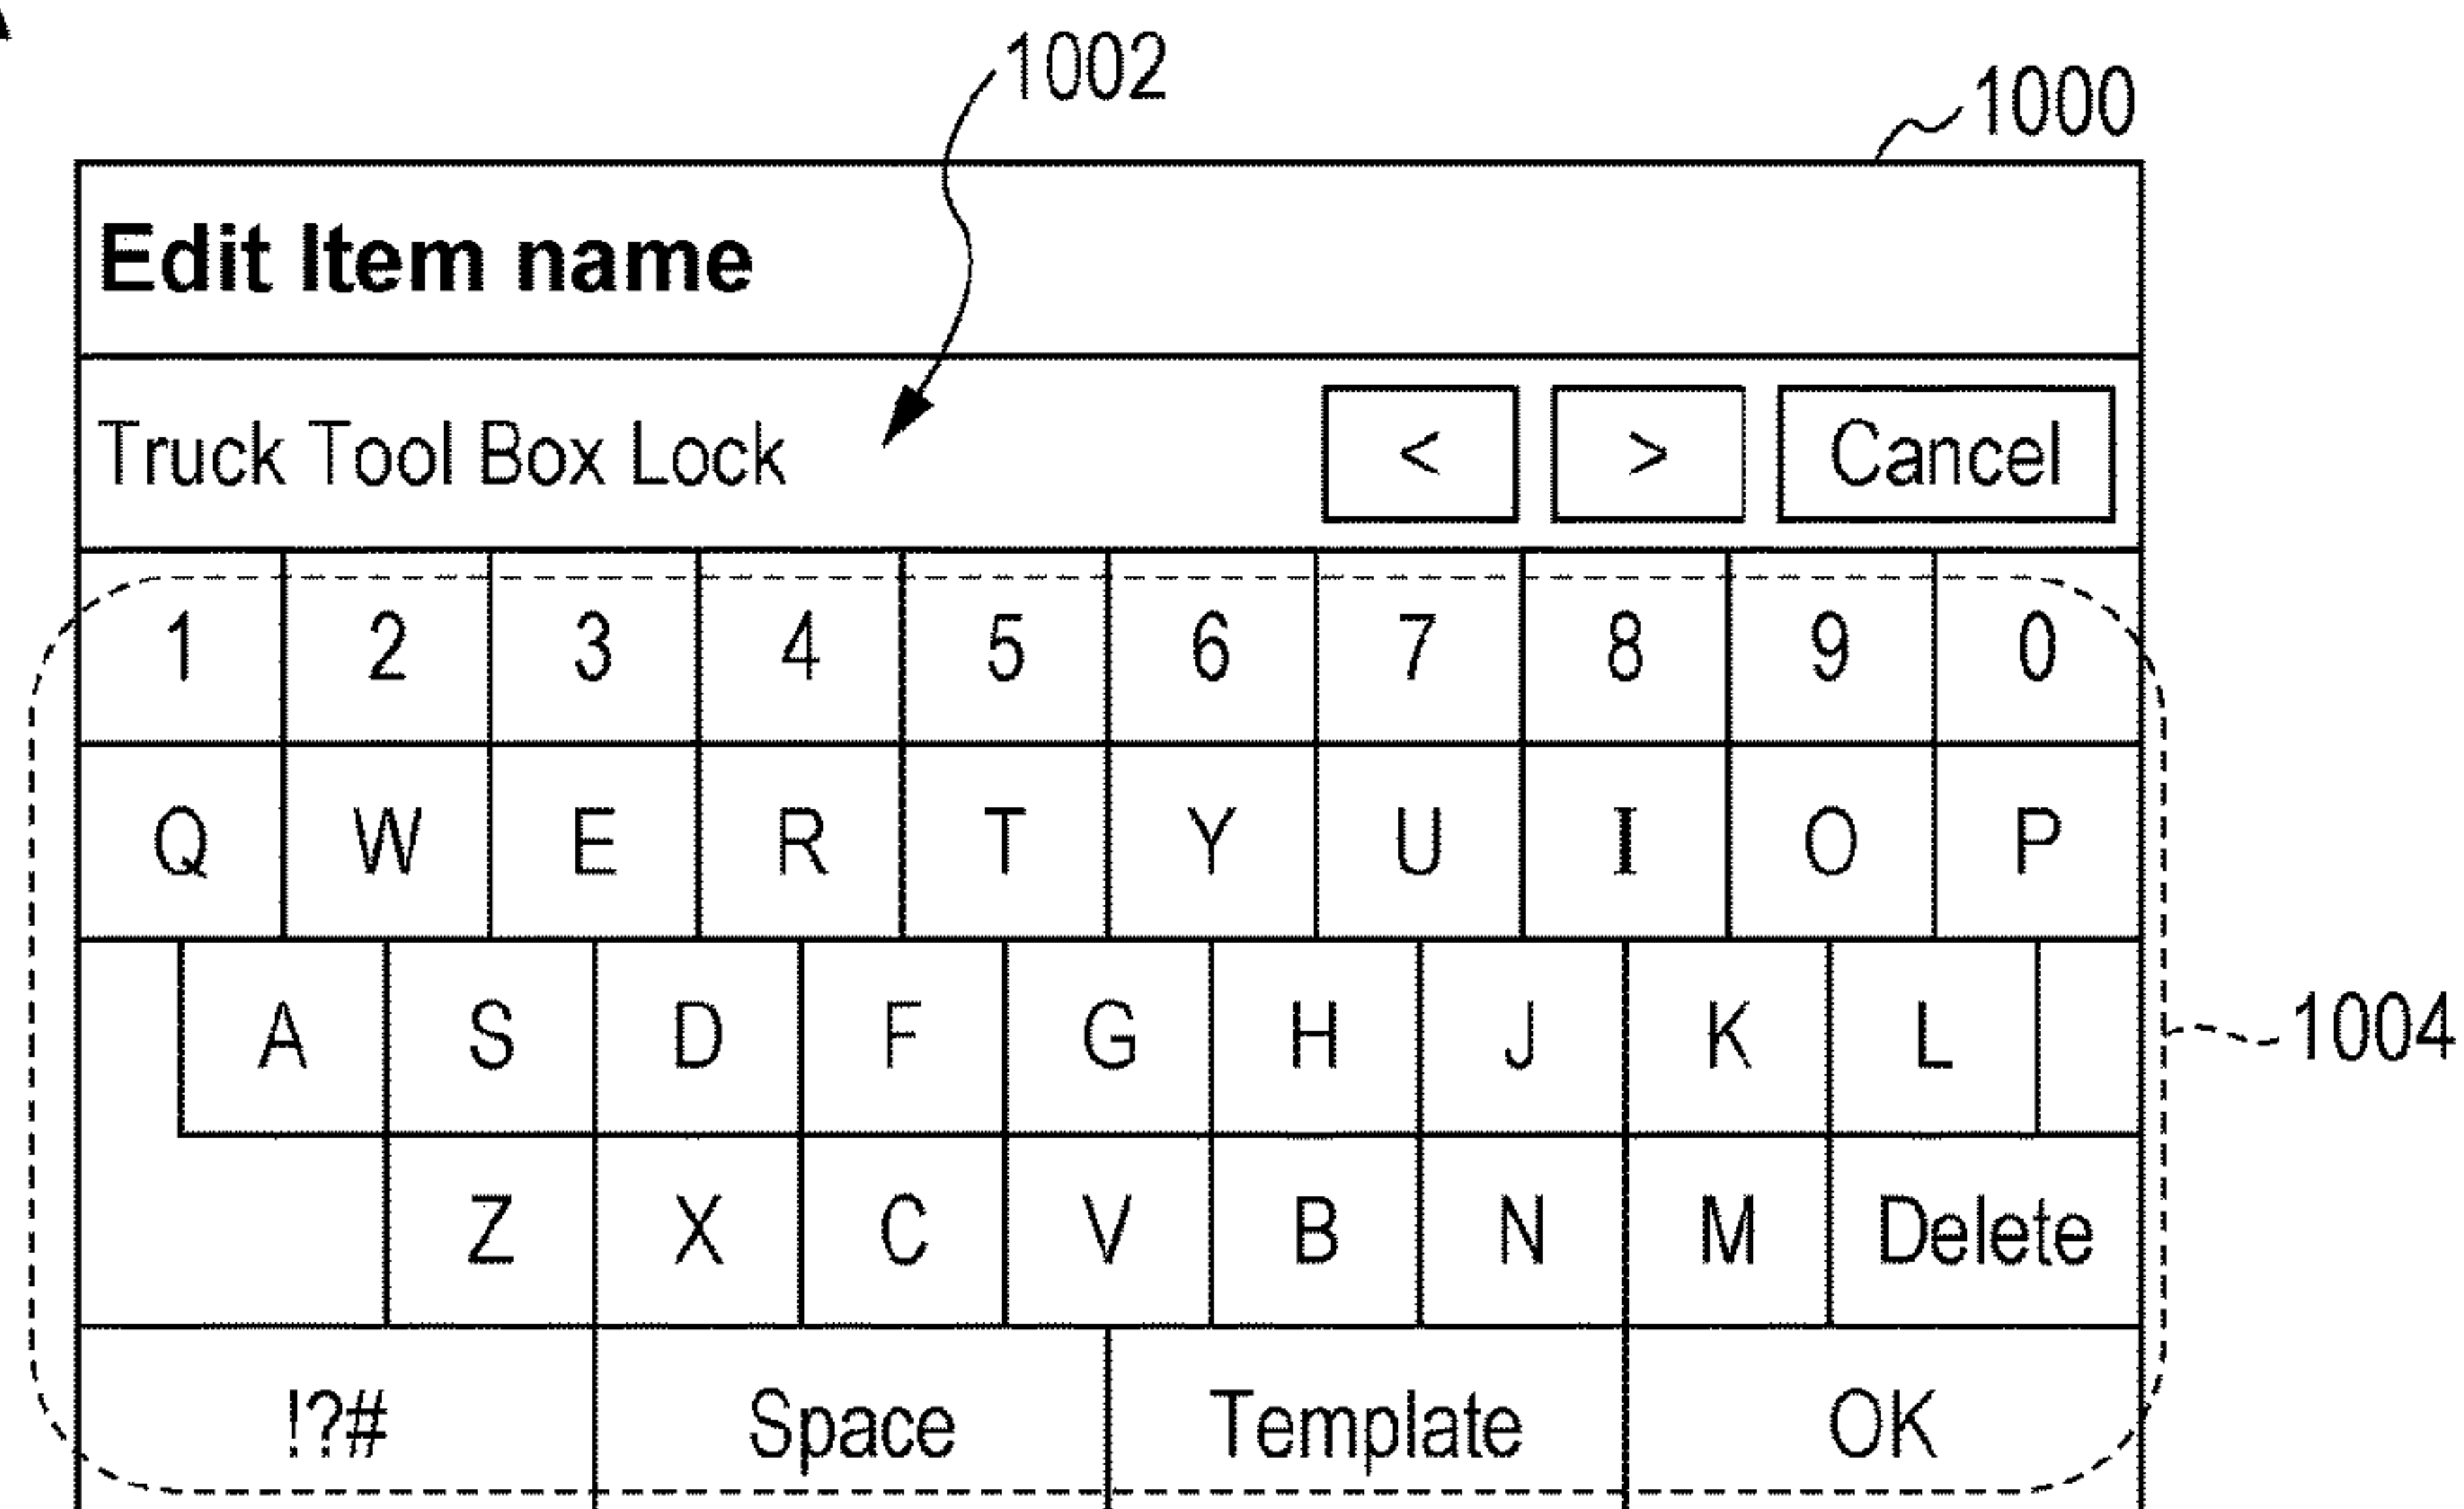 1002
1000
Edit Item name
Truck Tool Box Lock < > Cancel
1 2 3 4 5 6 7 8 9 0
Q W E R T Y U I O P
A S D F G H J K L
1004
Z X C V B N M Delete
!?# Space Template OK